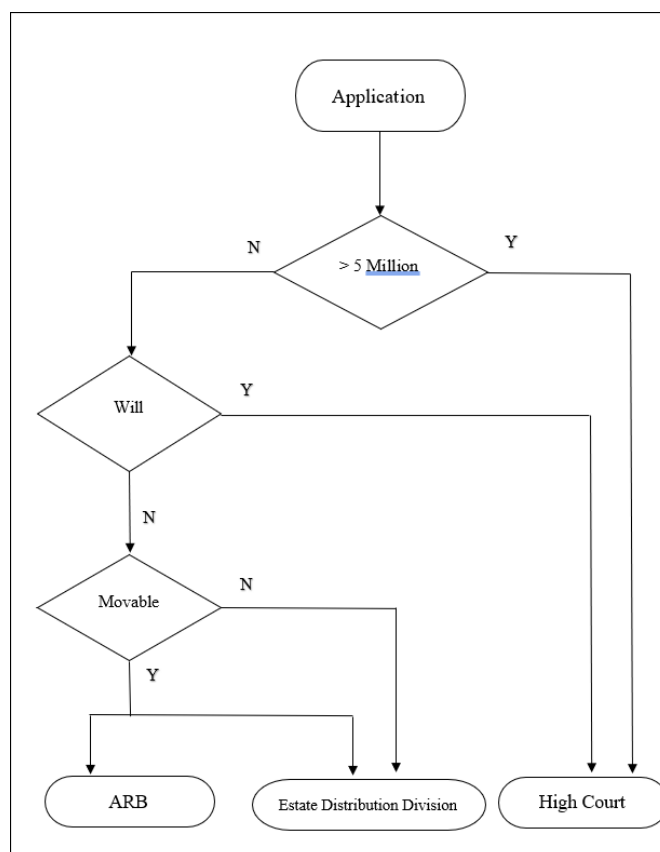 Application
N
Y
> 5 Million
Will
Y
N
Movable
N
Y
ARB
Estate Distribution Division
High Court